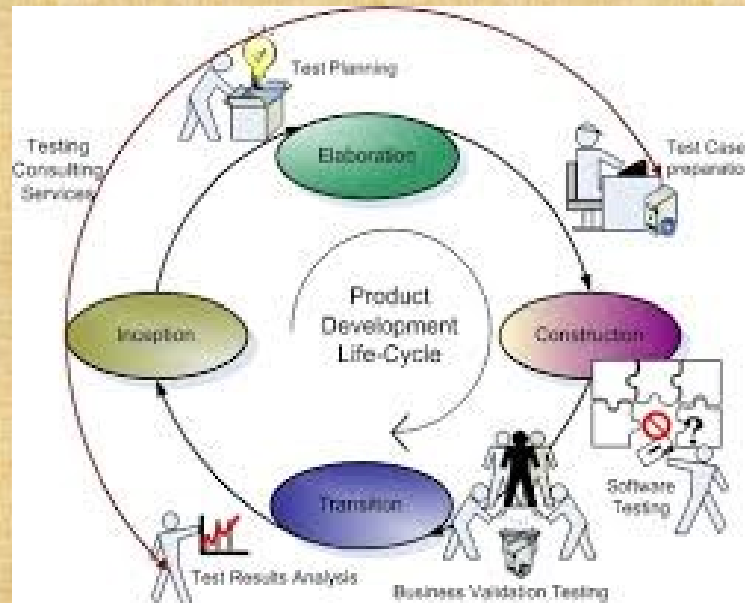 Test Planning
Elaboration
Testing
Consulting
Services
Test Case
preparatio
Inception
Product
Development
Life-Cycle
Construction
Software
Testing
Transition
Test Results Analysis
Business Validation Testing